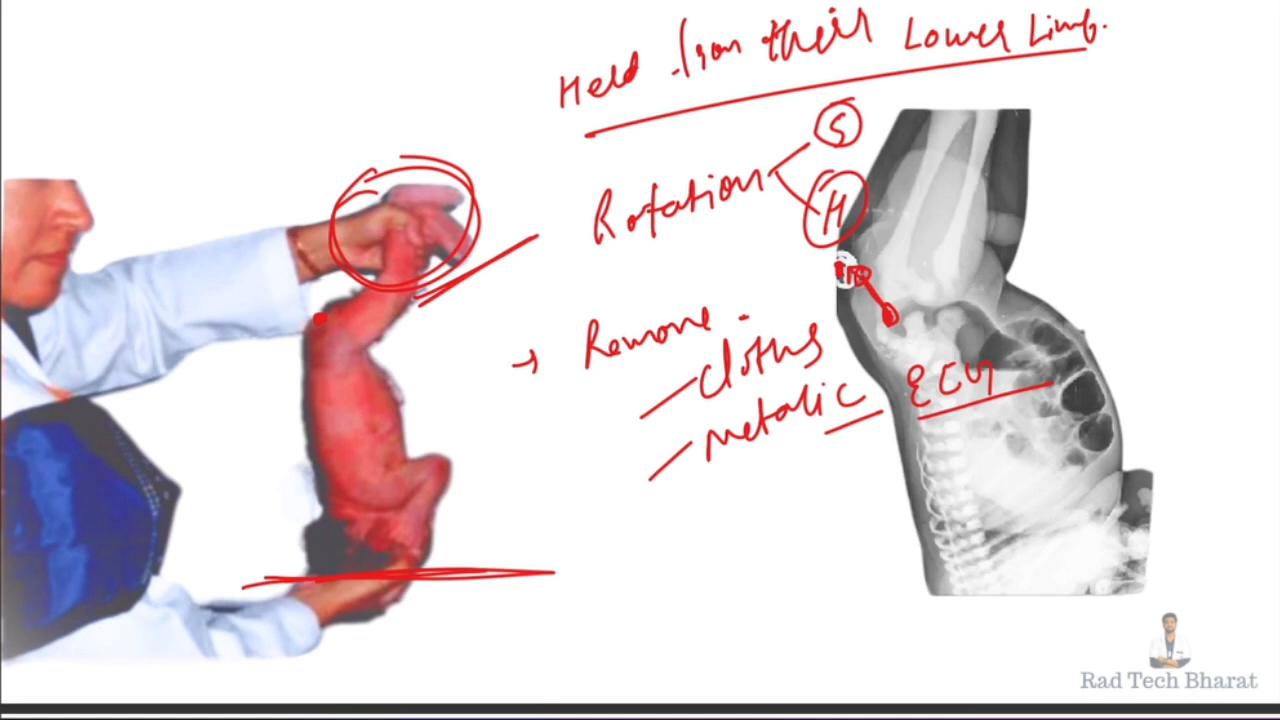 Held from their Lower Limb.
Rotation
S
H
→ Remove
- cloths
- metalic ECG
Rad Tech Bharat